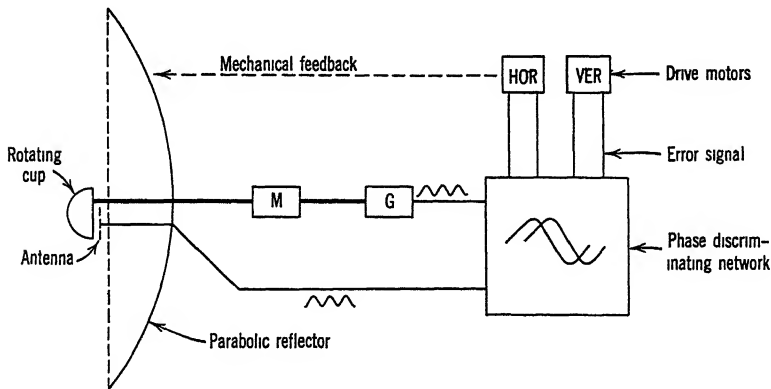 Mechanical feedback
HOR
VER
Drive motors
Rotating
cup
M
G
Error signal
Antenna
Phase discrim-
inating network
Parabolic reflector